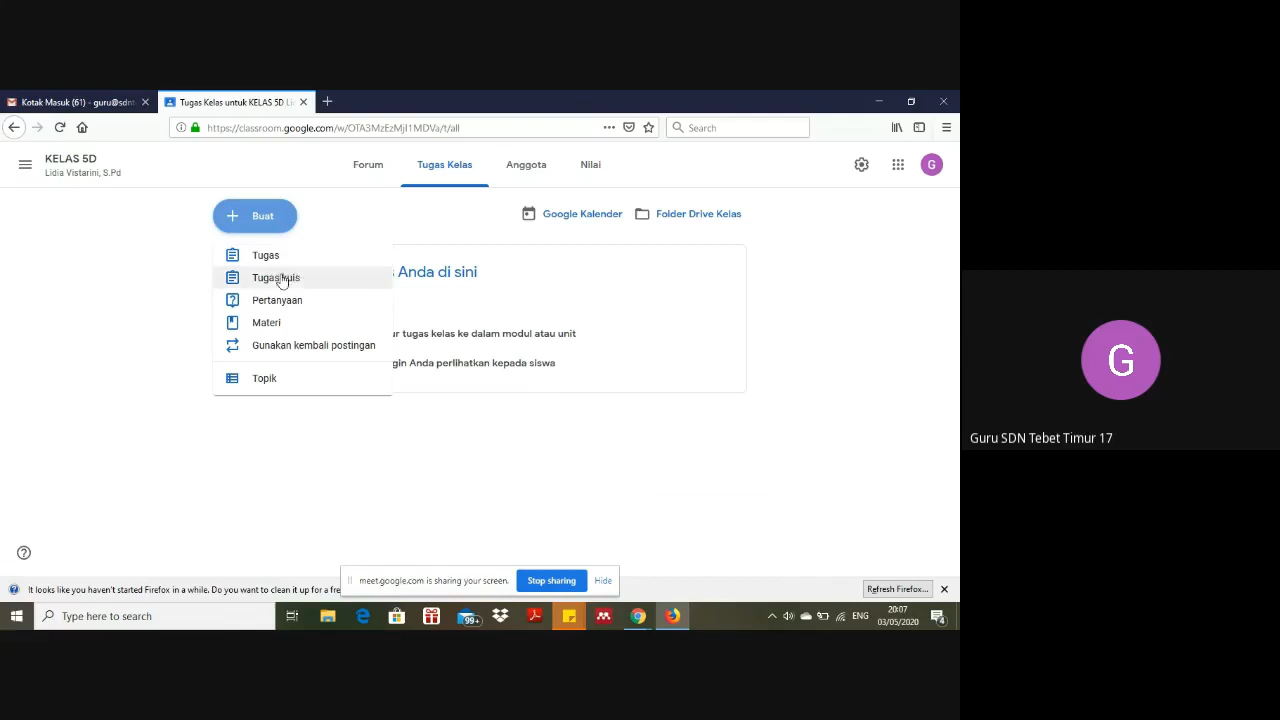 Kotak Masuk (61) - guru@sdnt
Tugas Kelas untuk KELAS 5D Li
https://classroom.google.com/w/OTA3MzEzMjI1MDVa/t/all
Search
KELAS 5D
Lidia Vistarini, S.Pd
Forum
Tugas Kelas
Anggota
Nilai
G
Buat
Google Kalender
Folder Drive Kelas
Tugas
Tugas kuis
Pertanyaan
Materi
Gunakan kembali postingan
Topik
Anda di sini
ur tugas kelas ke dalam modul atau unit
gin Anda perlihatkan kepada siswa
G
Guru SDN Tebet Timur 17
meet.google.com is sharing your screen.
Stop sharing
Hide
It looks like you haven't started Firefox in a while. Do you want to clean it up for a fre
Refresh Firefox...
Type here to search
99+
ENG
20:07
03/05/2020
4